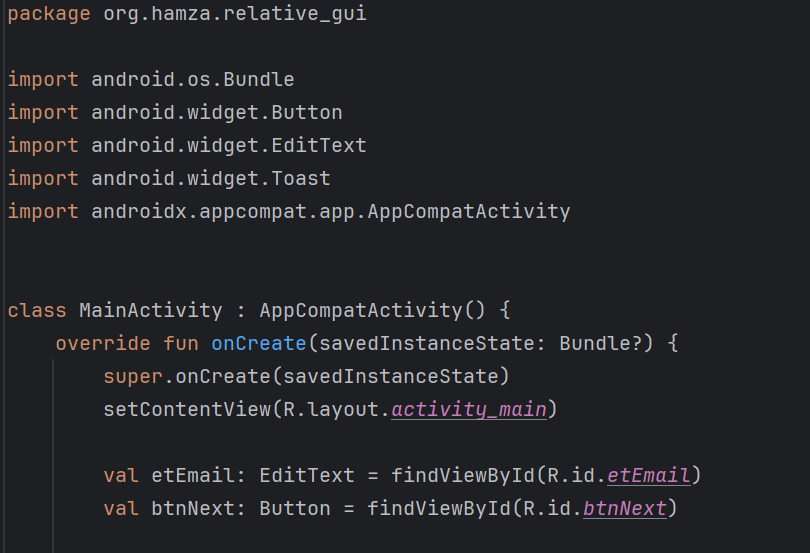 package org.hamza.relative_gui
import android.os.Bundle
import android.widget.Button
import android.widget.EditText
import android.widget.Toast
import androidx.appcompat.app.AppCompatActivity
class MainActivity : AppCompatActivity() {
override fun onCreate(savedInstanceState: Bundle?) {
super.onCreate(savedInstanceState)
setContentView(R.layout.activity_main)
val etEmail: EditText = findViewById(R.id.etEmail)
val btnNext: Button = findViewById(R.id.btnNext)